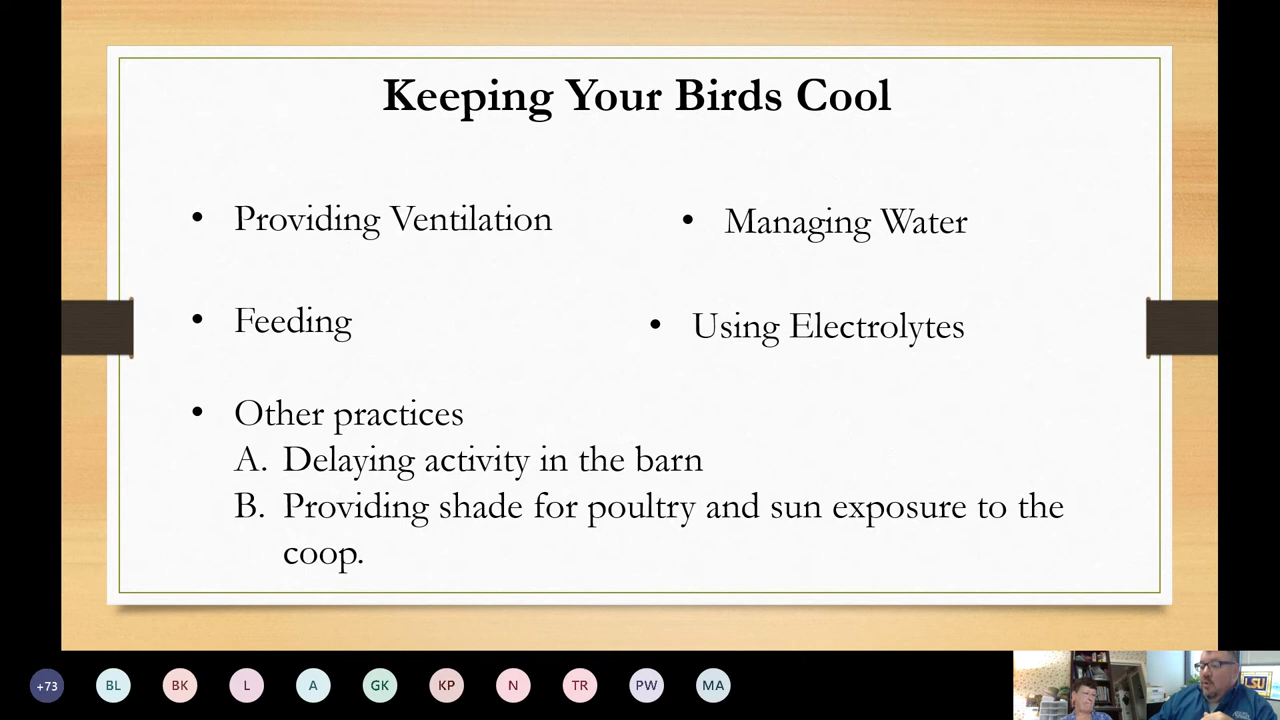 Keeping Your Birds Cool
• Providing Ventilation
• Managing Water
• Feeding
• Using Electrolytes
• Other practices
A. Delaying activity in the barn
B. Providing shade for poultry and sun exposure to the
coop.
+73 BL BK L A GK KP N TR PW MA
LSU